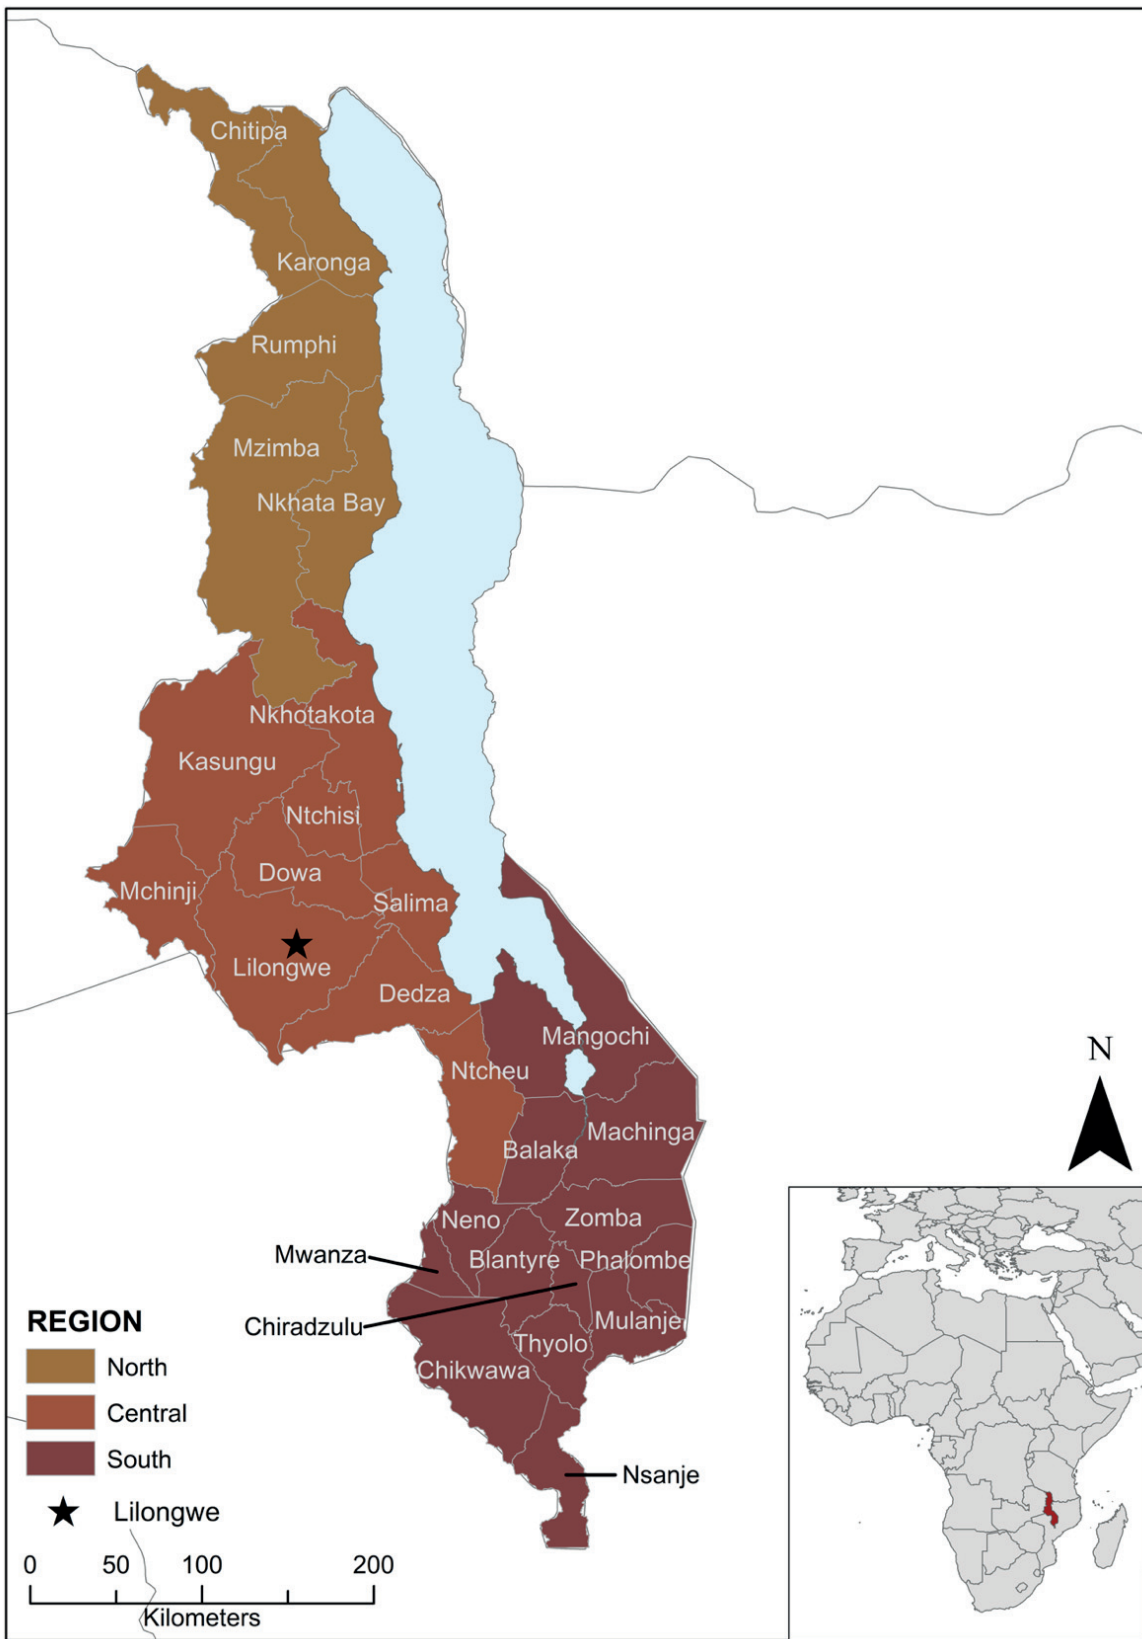 Chitipa
Karonga
Rumphi
Mzimba
Nkhata Bay
Nkhotakota
Kasungu
Ntchisi
Dowa
Mchinji
Salima
Lilongwe
Dedza
Mangochi
Ntcheu
Machinga
Balaka
Neno
Zomba
Mwanza
Blantyre
Phalombe
Chiradzulu
Mulanje
Thyolo
Chikwawa
Nsanje
N
REGION
North
Central
South
Lilongwe
0 50 100 200
Kilometers